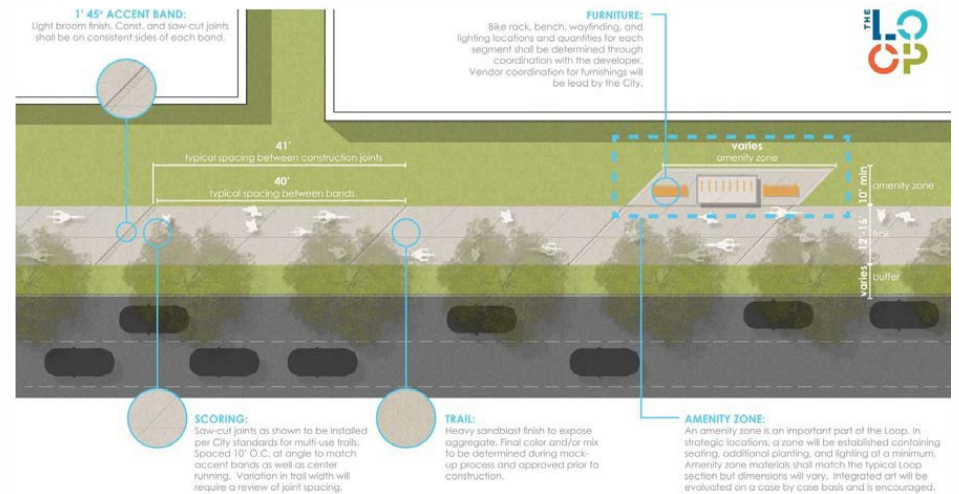 1' 45° ACCENT BAND:
Light broom finish. Const. and saw-cut joints
shall be on consistent sides of each band.
FURNITURE:
Bike rack, bench, wayfinding, and
lighting locations and quantities for each
segment shall be determined through
coordination with the developer.
Vendor coordination for furnishings will
be lead by the City.
THE
LOOP
41'
typical spacing between construction joints
40'
typical spacing between bands
varies
amenity zone
10' min
amenity zone
12'-16'
trail
varies
buffer
SCORING:
Saw-cut joints as shown to be installed
per City standards for multi-use trails.
Spaced 10' O.C. at angle to match
accent bands as well as center
running. Variation in trail width will
require a review of joint spacing.
TRAIL:
Heavy sandblast finish to expose
aggregate. Final color and/or mix
to be determined during mock-
up process and approved prior to
construction.
AMENITY ZONE:
An amenity zone is an important part of the Loop. In
strategic locations, a zone will be established containing
seating, additional planting, and lighting at a minimum.
Amenity zone materials shall match the typical Loop
section but dimensions will vary. Integrated art will be
evaluated on a case by case basis and is encouraged.